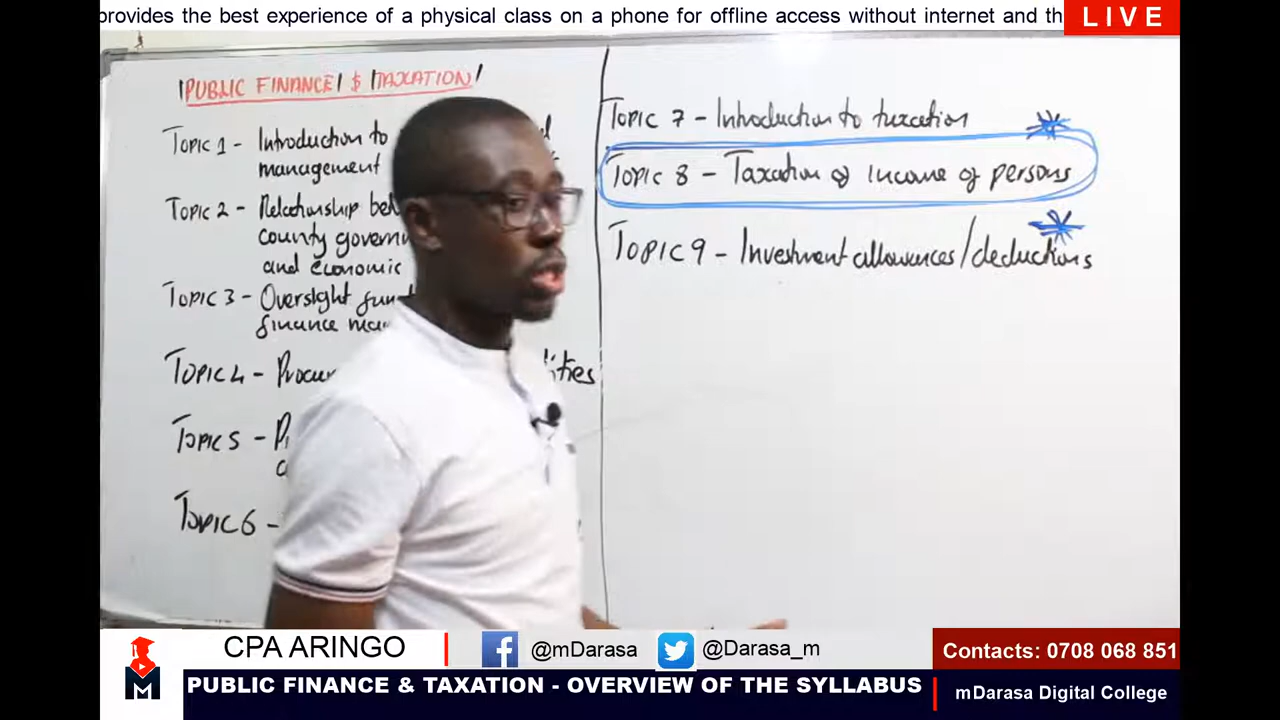 provides the best experience of a physical class on a phone for offline access without internet and th
LIVE
PUBLIC FINANCE & TAXATION
TOPIC 1 - Introduction to
management
TOPIC 2 - Relationship
county
and economic
TOPIC 3 - Oversight
finance
TOPIC 4 -
TOPIC 5 -
TOPIC 6 -
TOPIC 7 - Introduction to taxation
TOPIC 8 - Taxation of income of persons
TOPIC 9 - Investment allowances/deductions
CPA ARINGO
@mDarasa
@Darasa_m
Contacts: 0708 068 851
M
PUBLIC FINANCE & TAXATION - OVERVIEW OF THE SYLLABUS
mDarasa Digital College